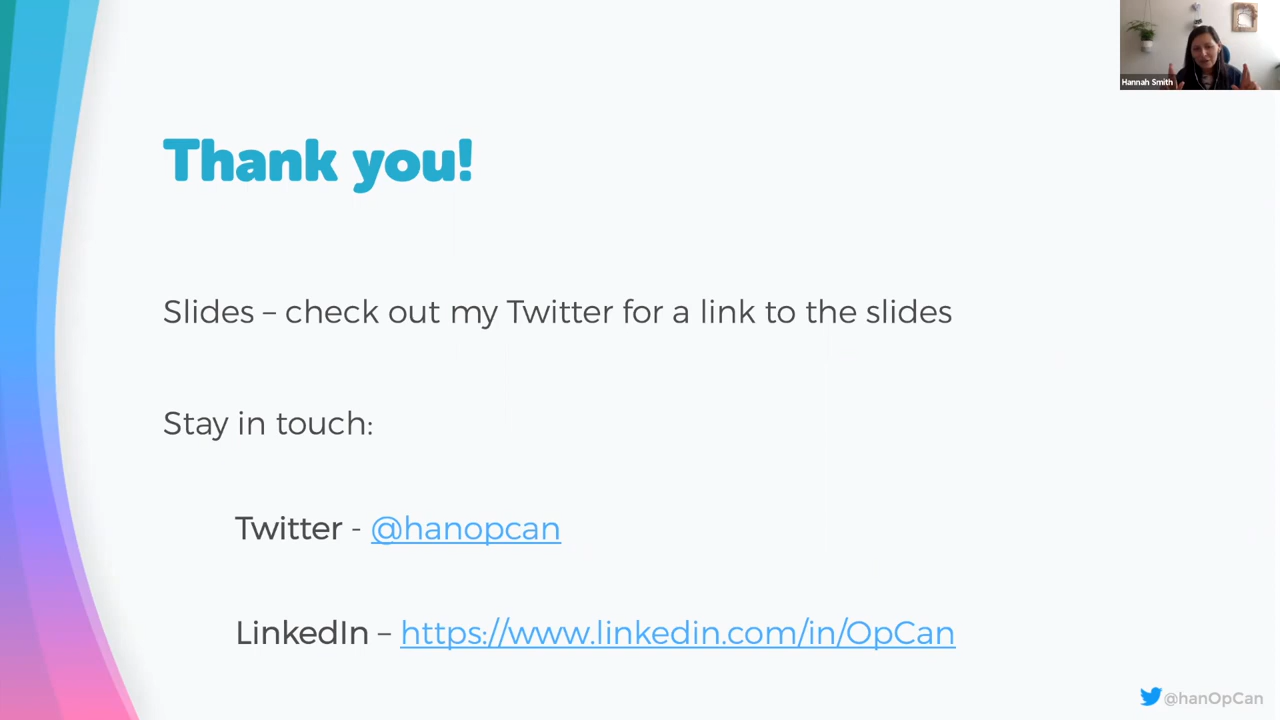 Hannah Smith
Thank you!
Slides – check out my Twitter for a link to the slides
Stay in touch:
Twitter - @hanopcan
LinkedIn – https://www.linkedin.com/in/OpCan
@hanOpCan